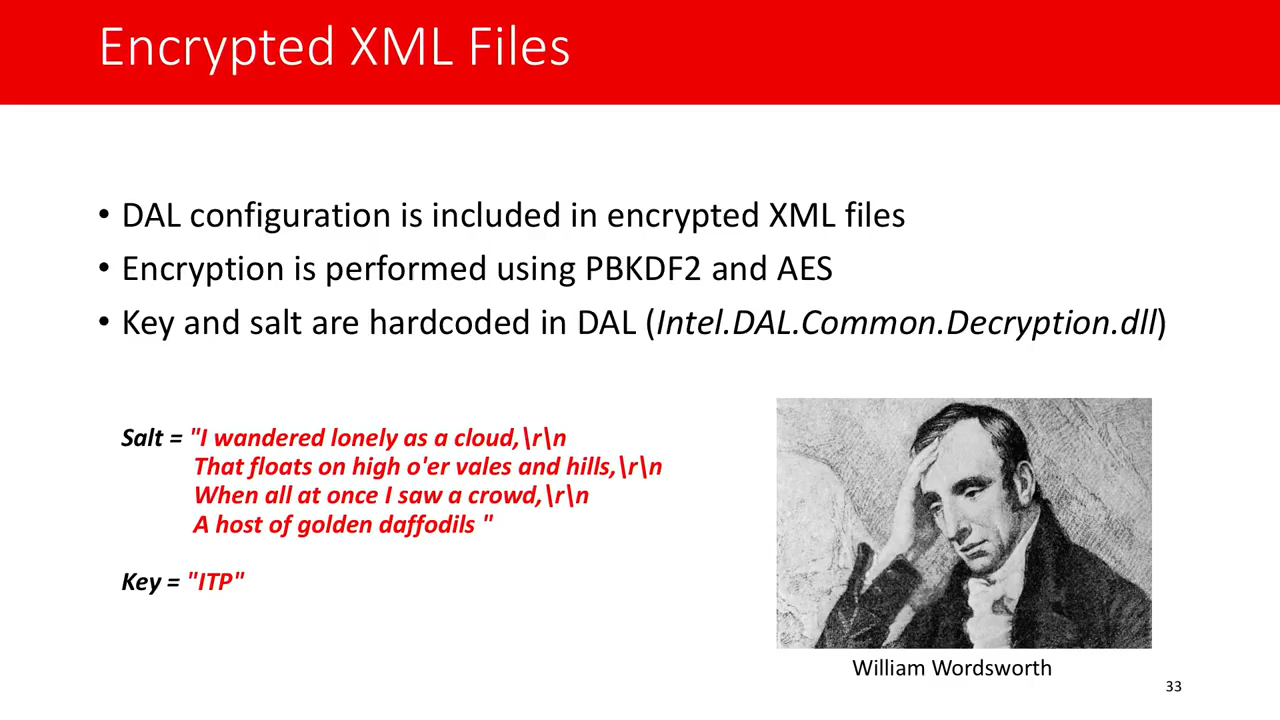 Encrypted XML Files
• DAL configuration is included in encrypted XML files
• Encryption is performed using PBKDF2 and AES
• Key and salt are hardcoded in DAL (Intel.DAL.Common.Decryption.dll)
Salt = "I wandered lonely as a cloud,\r\n
That floats on high o'er vales and hills,\r\n
When all at once I saw a crowd,\r\n
A host of golden daffodils "
Key = "ITP"
William Wordsworth
33